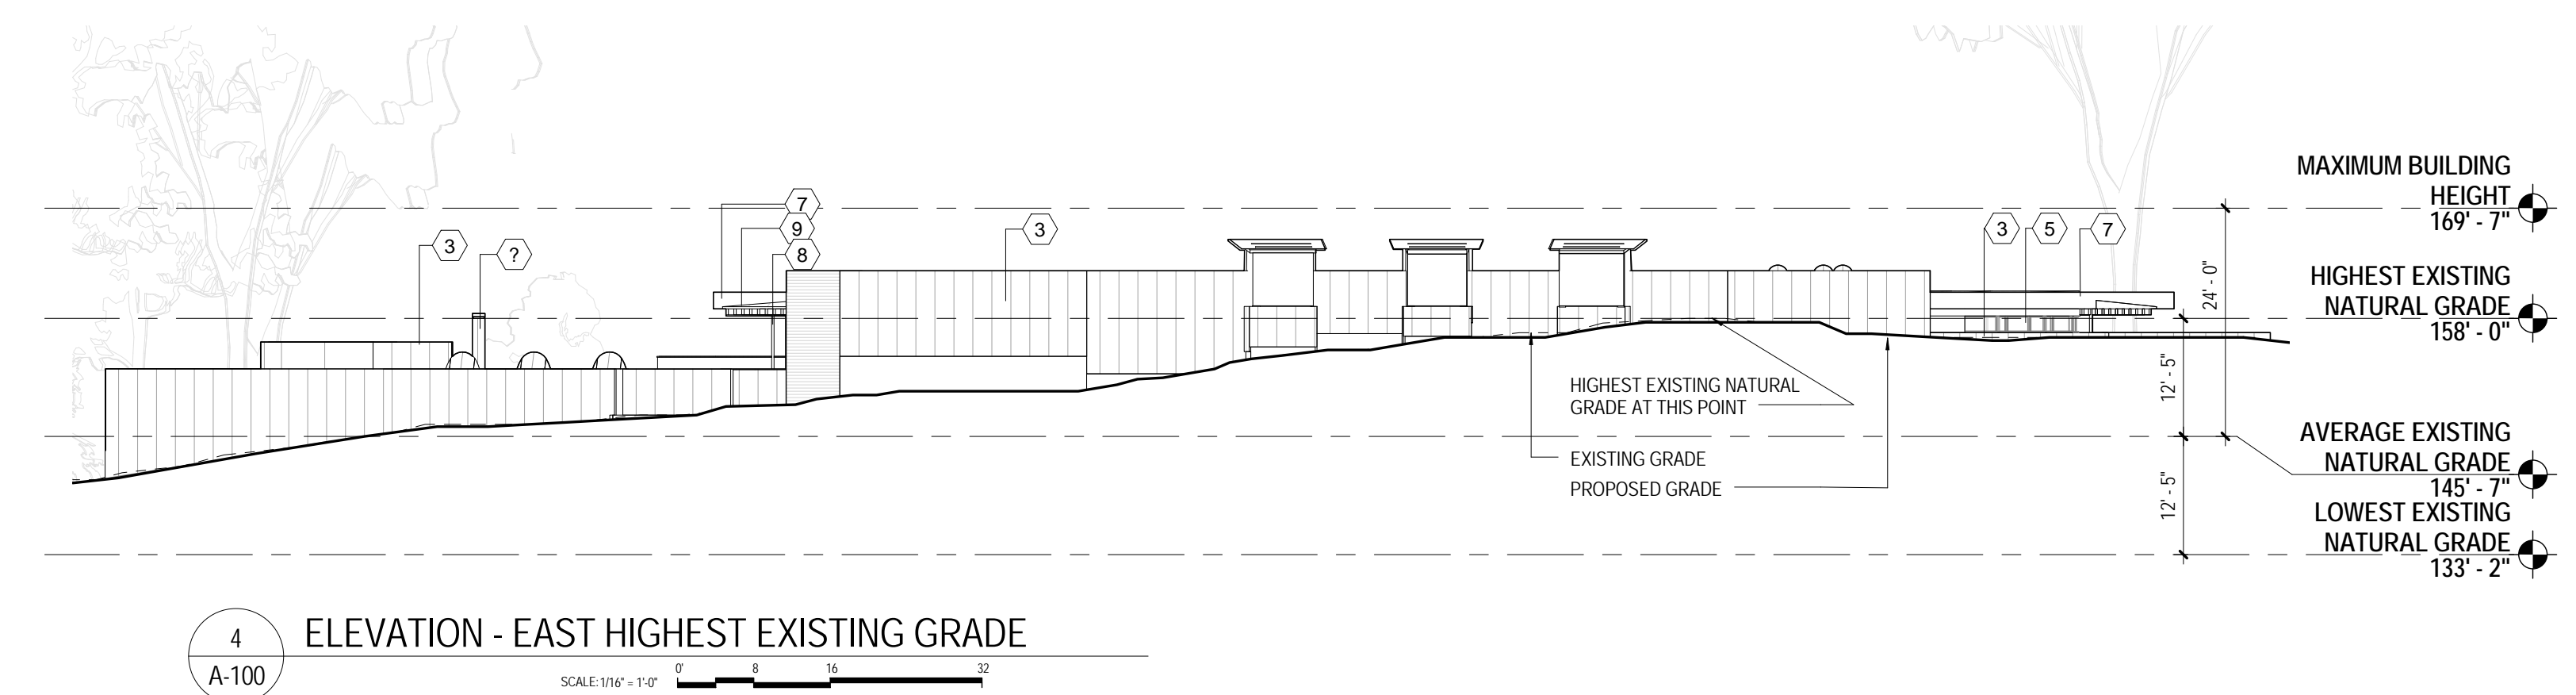 7
9
8
3
?
3
3
5
7
MAXIMUM BUILDING
HEIGHT
169' - 7"
HIGHEST EXISTING
NATURAL GRADE
158' - 0"
24' - 0"
12' - 5"
12' - 5"
HIGHEST EXISTING NATURAL
GRADE AT THIS POINT
EXISTING GRADE
PROPOSED GRADE
AVERAGE EXISTING
NATURAL GRADE
145' - 7"
LOWEST EXISTING
NATURAL GRADE
133' - 2"
4
A-100
ELEVATION - EAST HIGHEST EXISTING GRADE
SCALE: 1/16" = 1'-0"
0' 8 16 32